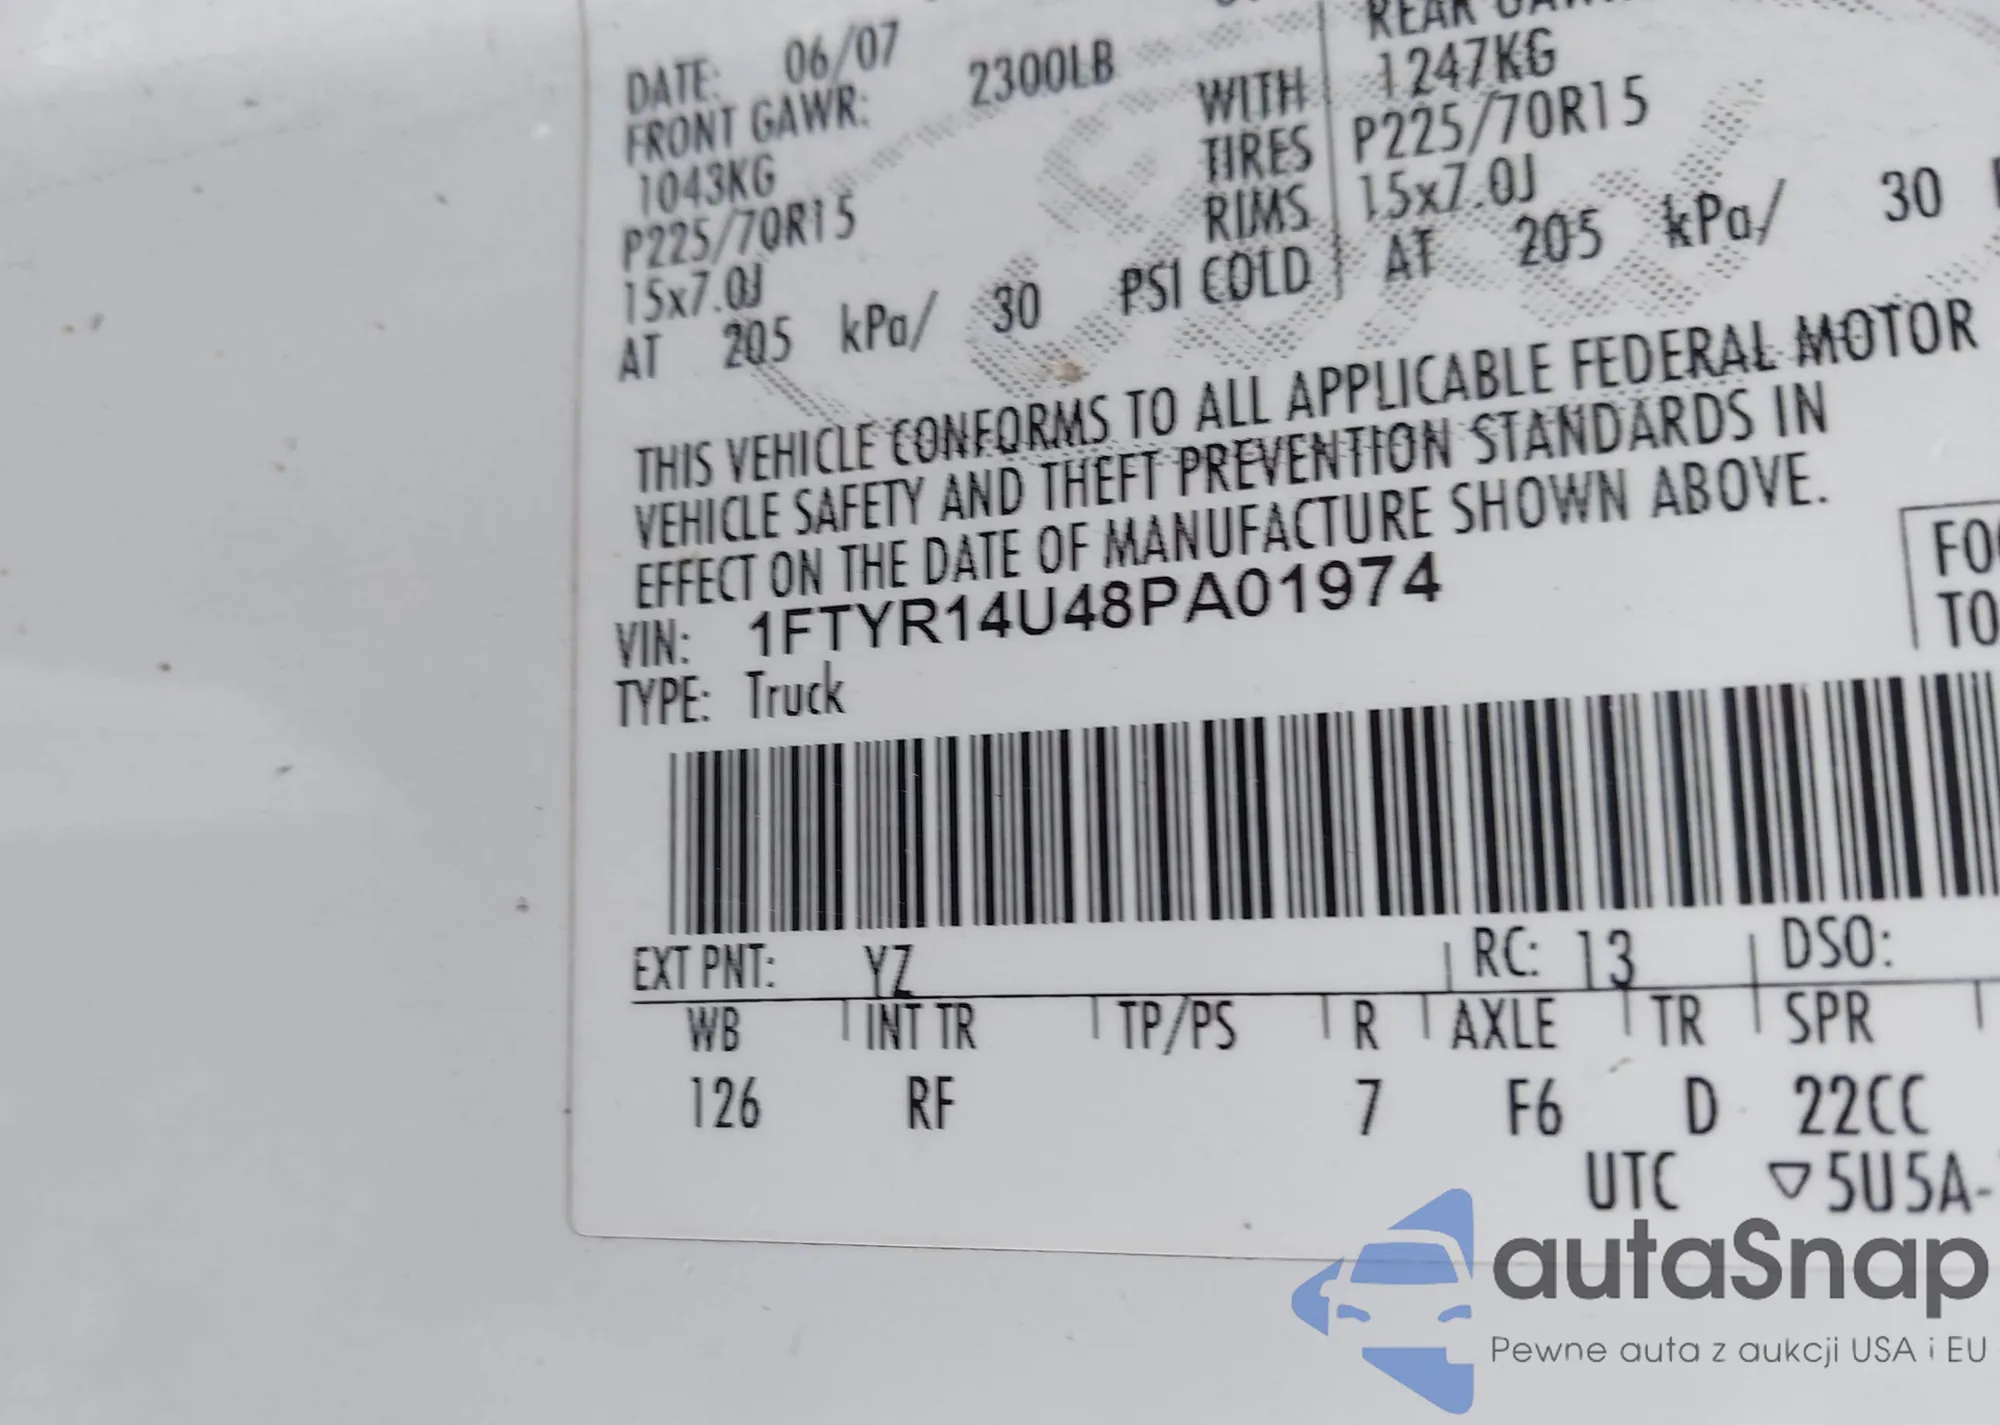 DATE: 06/07
FRONT GAWR: 2300LB
1043KG
P225/70R15
15x7.0J
AT 205 kPa/ 30 PSI COLD
WITH
TIRES
RIMS
REAR
1247KG
P225/70R15
15x7.0J
AT 205 kPa/ 30
THIS VEHICLE CONFORMS TO ALL APPLICABLE FEDERAL MOTOR
VEHICLE SAFETY AND THEFT PREVENTION STANDARDS IN
EFFECT ON THE DATE OF MANUFACTURE SHOWN ABOVE.
VIN: 1FTYR14U48PA01974
TYPE: Truck
FO
TO
EXT PNT: YZ RC: 13 DSO:
WB INT TR TP/PS R AXLE TR SPR
126 RF 7 F6 D 22CC
UTC ▽5U5A-
autaSnap
Pewne auta z aukcji USA i EU